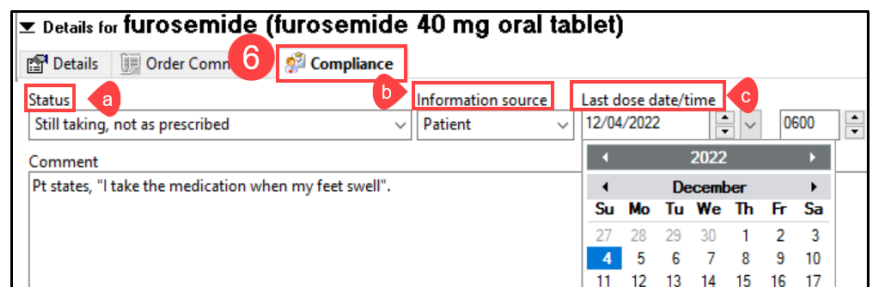 Details for furosemide (furosemide 40 mg oral tablet)
Details Order Comm 6 Compliance
Status a b Information source Last dose date/time c
Still taking, not as prescribed Patient 12/04/2022 0600
Comment 2022
Pt states, "I take the medication when my feet swell". December
Su Mo Tu We Th Fr Sa
27 28 29 30 1 2 3
4 5 6 7 8 9 10
11 12 13 14 15 16 17